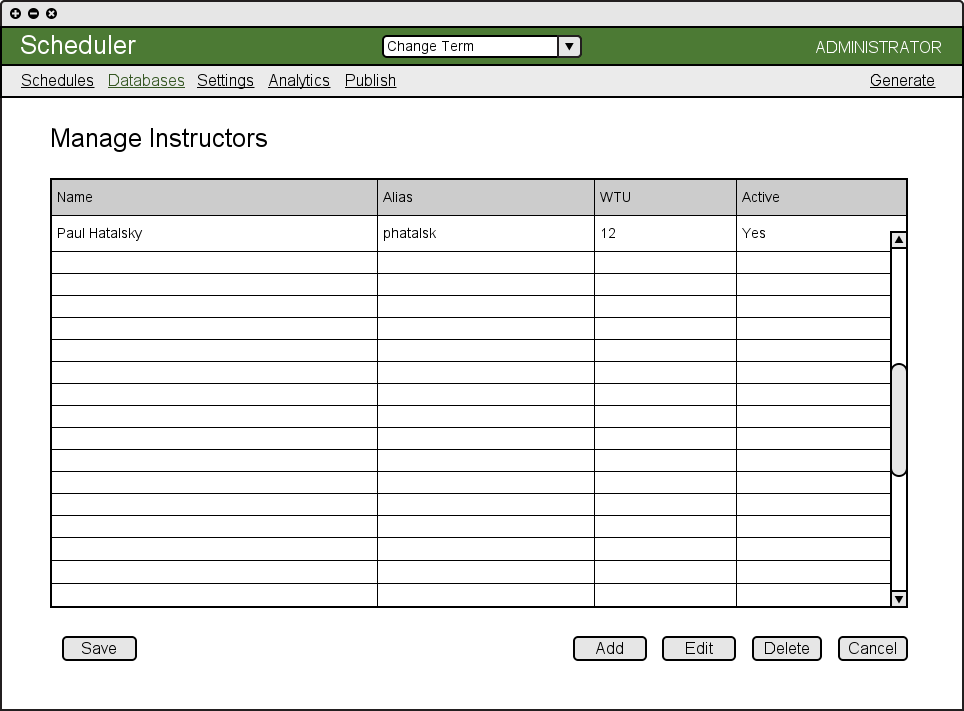 Scheduler Change Term ADMINISTRATOR
Schedules Databases Settings Analytics Publish Generate
Manage Instructors
Name Alias WTU Active
Paul Hatalsky phatalsk 12 Yes
Save Add Edit Delete Cancel